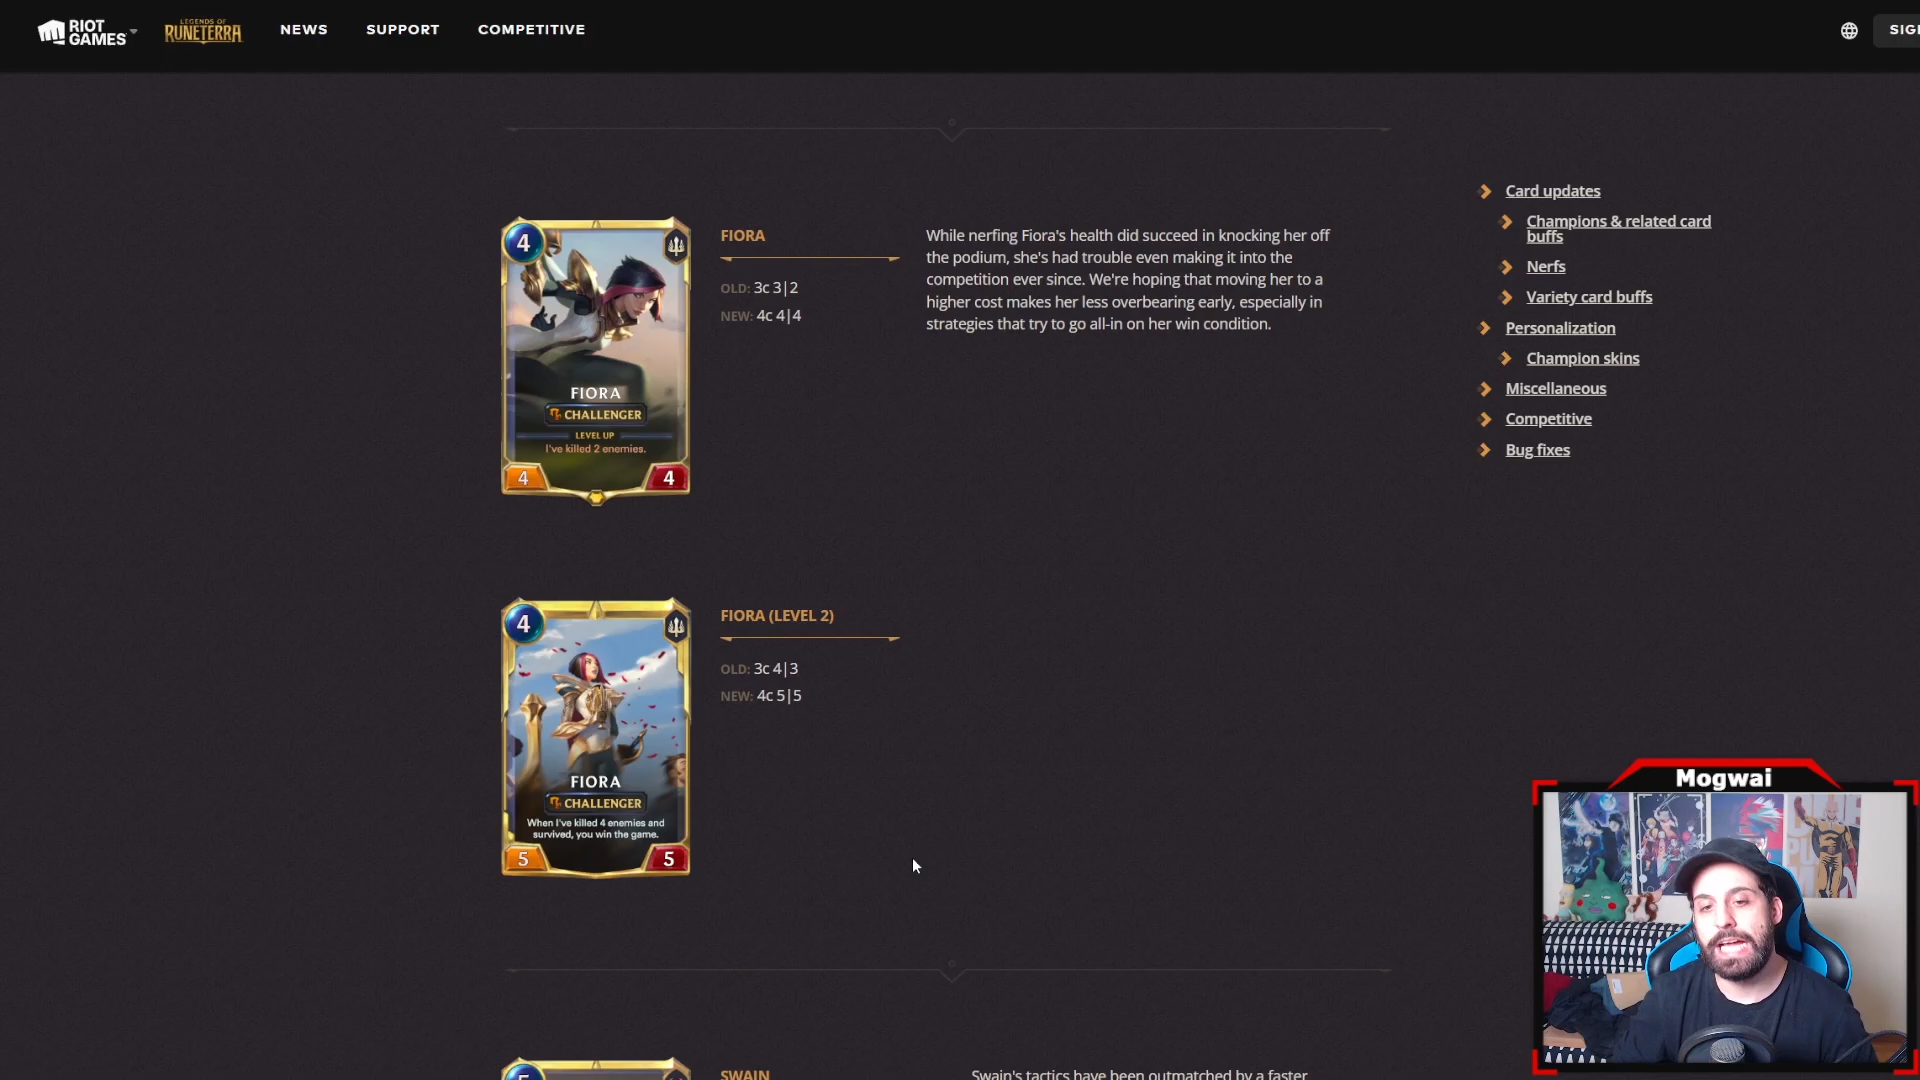 RIOT
GAMES
LEGENDS OF
RUNETERRA
NEWS
SUPPORT
COMPETITIVE
4
FIORA
CHALLENGER
LEVEL UP
I've killed 2 enemies.
4
4
FIORA
OLD: 3c 3|2
NEW: 4c 4|4
While nerfing Fiora's health did succeed in knocking her off
the podium, she's had trouble even making it into the
competition ever since. We're hoping that moving her to a
higher cost makes her less overbearing early, especially in
strategies that try to go all-in on her win condition.
Card updates
Champions & related card
buffs
Nerfs
Variety card buffs
Personalization
Champion skins
Miscellaneous
Competitive
Bug fixes
4
FIORA
CHALLENGER
When I've killed 4 enemies and
survived, you win the game.
5
5
FIORA (LEVEL 2)
OLD: 3c 4|3
NEW: 4c 5|5
SWAIN
Swain's tactics have been outmatched by a faster
Mogwai